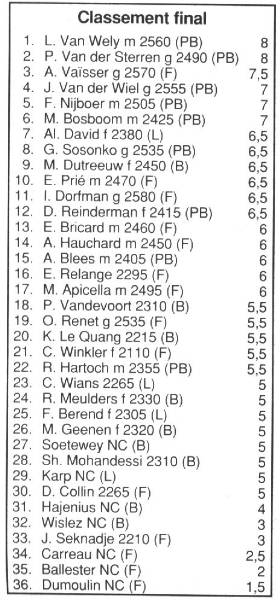 Classement final
1. L. Van Wely m 2560 (PB) 8
2. P. Van der Sterren g 2490 (PB) 8
3. A. Vaïsser g 2570 (F) 7,5
4. J. Van der Wiel g 2555 (PB) 7
5. F. Nijboer m 2505 (PB) 7
6. M. Bosboom m 2425 (PB) 7
7. Al. David f 2380 (L) 6,5
8. G. Sosonko g 2535 (PB) 6,5
9. M. Dutreeuw f 2450 (B) 6,5
10. E. Prié m 2470 (F) 6,5
11. I. Dorfman g 2580 (F) 6,5
12. D. Reinderman f 2415 (PB) 6,5
13. E. Bricard m 2460 (F) 6
14. A. Hauchard m 2450 (F) 6
15. A. Blees m 2405 (PB) 6
16. E. Relange 2295 (F) 6
17. M. Apicella m 2495 (F) 6
18. P. Vandevoort 2310 (B) 5,5
19. O. Renet g 2535 (F) 5,5
20. K. Le Quang 2215 (B) 5,5
21. C. Winkler f 2110 (F) 5,5
22. R. Hartoch m 2355 (PB) 5,5
23. C. Wians 2265 (L) 5
24. R. Meulders f 2330 (B) 5
25. F. Berend f 2305 (L) 5
26. M. Geenen f 2320 (B) 5
27. Soetewey NC (B) 5
28. Sh. Mohandessi 2310 (B) 5
29. Karp NC (L) 5
30. D. Collin 2265 (F) 5
31. Hajenius NC (B) 4
32. Wislez NC (B) 3
33. J. Seknadje 2210 (F) 3
34. Carreau NC (F) 2,5
35. Ballester NC (F) 2
36. Dumoulin NC (F) 1,5